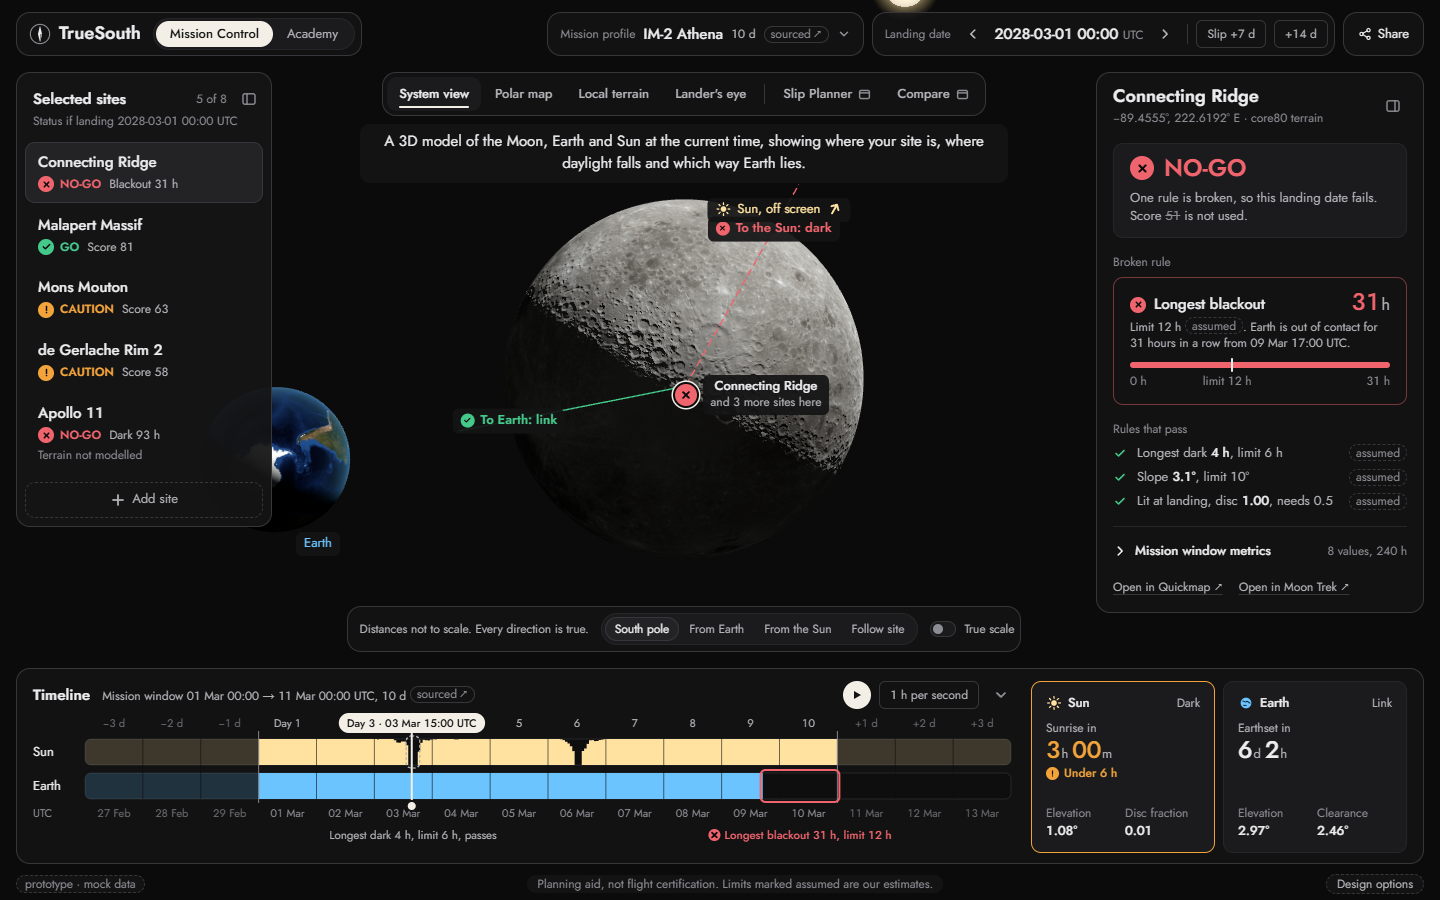 TrueSouth
Mission Control
Academy
Mission profile IM-2 Athena 10 d sourced ↗
Landing date
2028-03-01 00:00 UTC
Slip +7 d
+14 d
Share
Selected sites
5 of 8
Status if landing 2028-03-01 00:00 UTC
Connecting Ridge
NO-GO Blackout 31 h
Malapert Massif
GO Score 81
Mons Mouton
CAUTION Score 63
de Gerlache Rim 2
CAUTION Score 58
Apollo 11
NO-GO Dark 93 h
Terrain not modelled
+ Add site
System view
Polar map
Local terrain
Lander's eye
Slip Planner
Compare
A 3D model of the Moon, Earth and Sun at the current time, showing where your site is, where
daylight falls and which way Earth lies.
Sun, off screen
To the Sun: dark
Connecting Ridge
and 3 more sites here
To Earth: link
Earth
Distances not to scale. Every direction is true.
South pole
From Earth
From the Sun
Follow site
True scale
Connecting Ridge
−89.4555°, 222.6192° E · core80 terrain
NO-GO
One rule is broken, so this landing date fails.
Score 51 is not used.
Broken rule
Longest blackout
31 h
Limit 12 h assumed. Earth is out of contact for
31 hours in a row from 09 Mar 17:00 UTC.
0 h
limit 12 h
31 h
Rules that pass
Longest dark 4 h, limit 6 h assumed
Slope 3.1°, limit 10° assumed
Lit at landing, disc 1.00, needs 0.5 assumed
Mission window metrics
8 values, 240 h
Open in Quickmap ↗
Open in Moon Trek ↗
Timeline
Mission window 01 Mar 00:00 → 11 Mar 00:00 UTC, 10 d sourced ↗
1 h per second
−3 d −2 d −1 d Day 1 Day 3 · 03 Mar 15:00 UTC 5 6 7 8 9 10 +1 d +2 d +3 d
Sun
Earth
UTC 27 Feb 28 Feb 29 Feb 01 Mar 02 Mar 03 Mar 04 Mar 05 Mar 06 Mar 07 Mar 08 Mar 09 Mar 10 Mar 11 Mar 12 Mar 13 Mar
Longest dark 4 h, limit 6 h, passes
Longest blackout 31 h, limit 12 h
Sun
Dark
Sunrise in
3 h 00 m
Under 6 h
Elevation
1.08°
Disc fraction
0.01
Earth
Link
Earthset in
6 d 2 h
Elevation
2.97°
Clearance
2.46°
prototype · mock data
Planning aid, not flight certification. Limits marked assumed are our estimates.
Design options